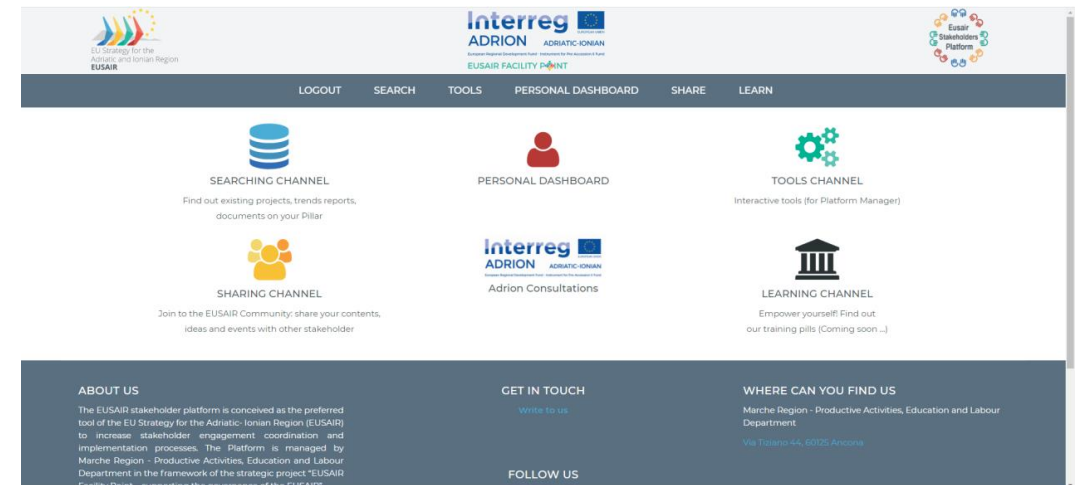 EU Strategy for the
Adriatic and Ionian Region
EUSAIR
Interreg
ADRION ADRIATIC-IONIAN
EUSAIR FACILITY POINT
Eusair
Stakeholders
Platform
LOGOUT SEARCH TOOLS PERSONAL DASHBOARD SHARE LEARN
SEARCHING CHANNEL
Find out existing projects, trends reports,
documents on your Pillar
PERSONAL DASHBOARD
TOOLS CHANNEL
Interactive tools (for Platform Manager)
SHARING CHANNEL
Join to the EUSAIR Community: share your contents,
ideas and events with other stakeholder
Interreg
ADRION ADRIATIC-IONIAN
Adrion Consultations
LEARNING CHANNEL
Empower yourself! Find out
our training pills (Coming soon ...)
ABOUT US
The EUSAIR stakeholder platform is conceived as the preferred
tool of the EU Strategy for the Adriatic- Ionian Region (EUSAIR)
to increase stakeholder engagement coordination and
implementation processes. The Platform is managed by
Marche Region - Productive Activities, Education and Labour
Department in the framework of the strategic project "EUSAIR
Facility Point - supporting the governance of the EUSAIR"
GET IN TOUCH
Write to us
FOLLOW US
WHERE CAN YOU FIND US
Marche Region - Productive Activities, Education and Labour
Department
Via Tiziano 44, 60125 Ancona